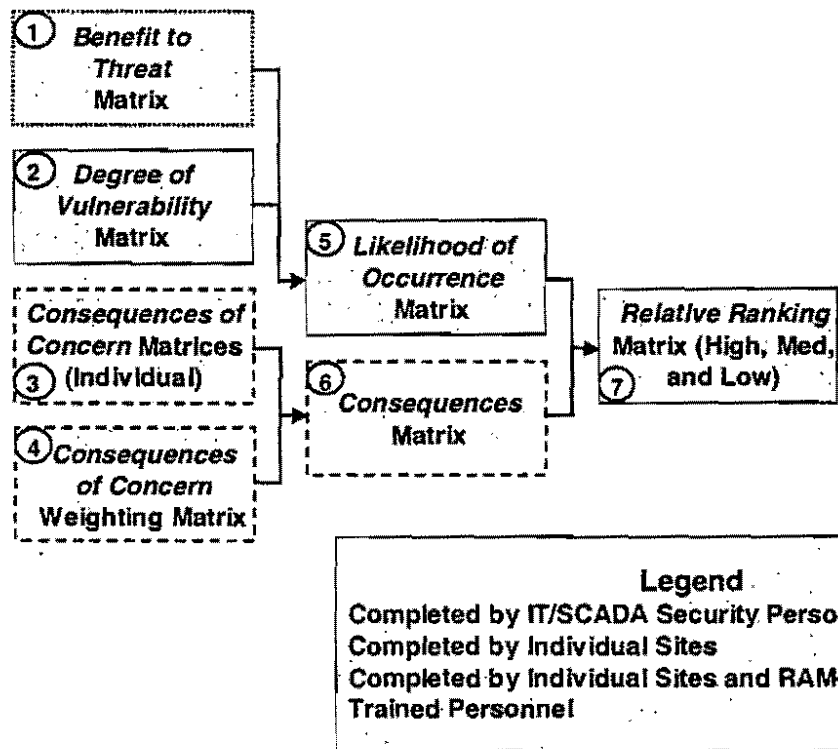 1
Benefit to
Threat
Matrix
2
Degree of
Vulnerability
Matrix
Consequences of
Concern Matrices
3 (Individual)
4
Consequences
of Concern
Weighting Matrix
5
Likelihood of
Occurrence
Matrix
6
Consequences
Matrix
Relative Ranking
Matrix (High, Med,
and Low)
7
Legend
Completed by IT/SCADA Security Perso
Completed by Individual Sites
Completed by Individual Sites and RAM-
Trained Personnel